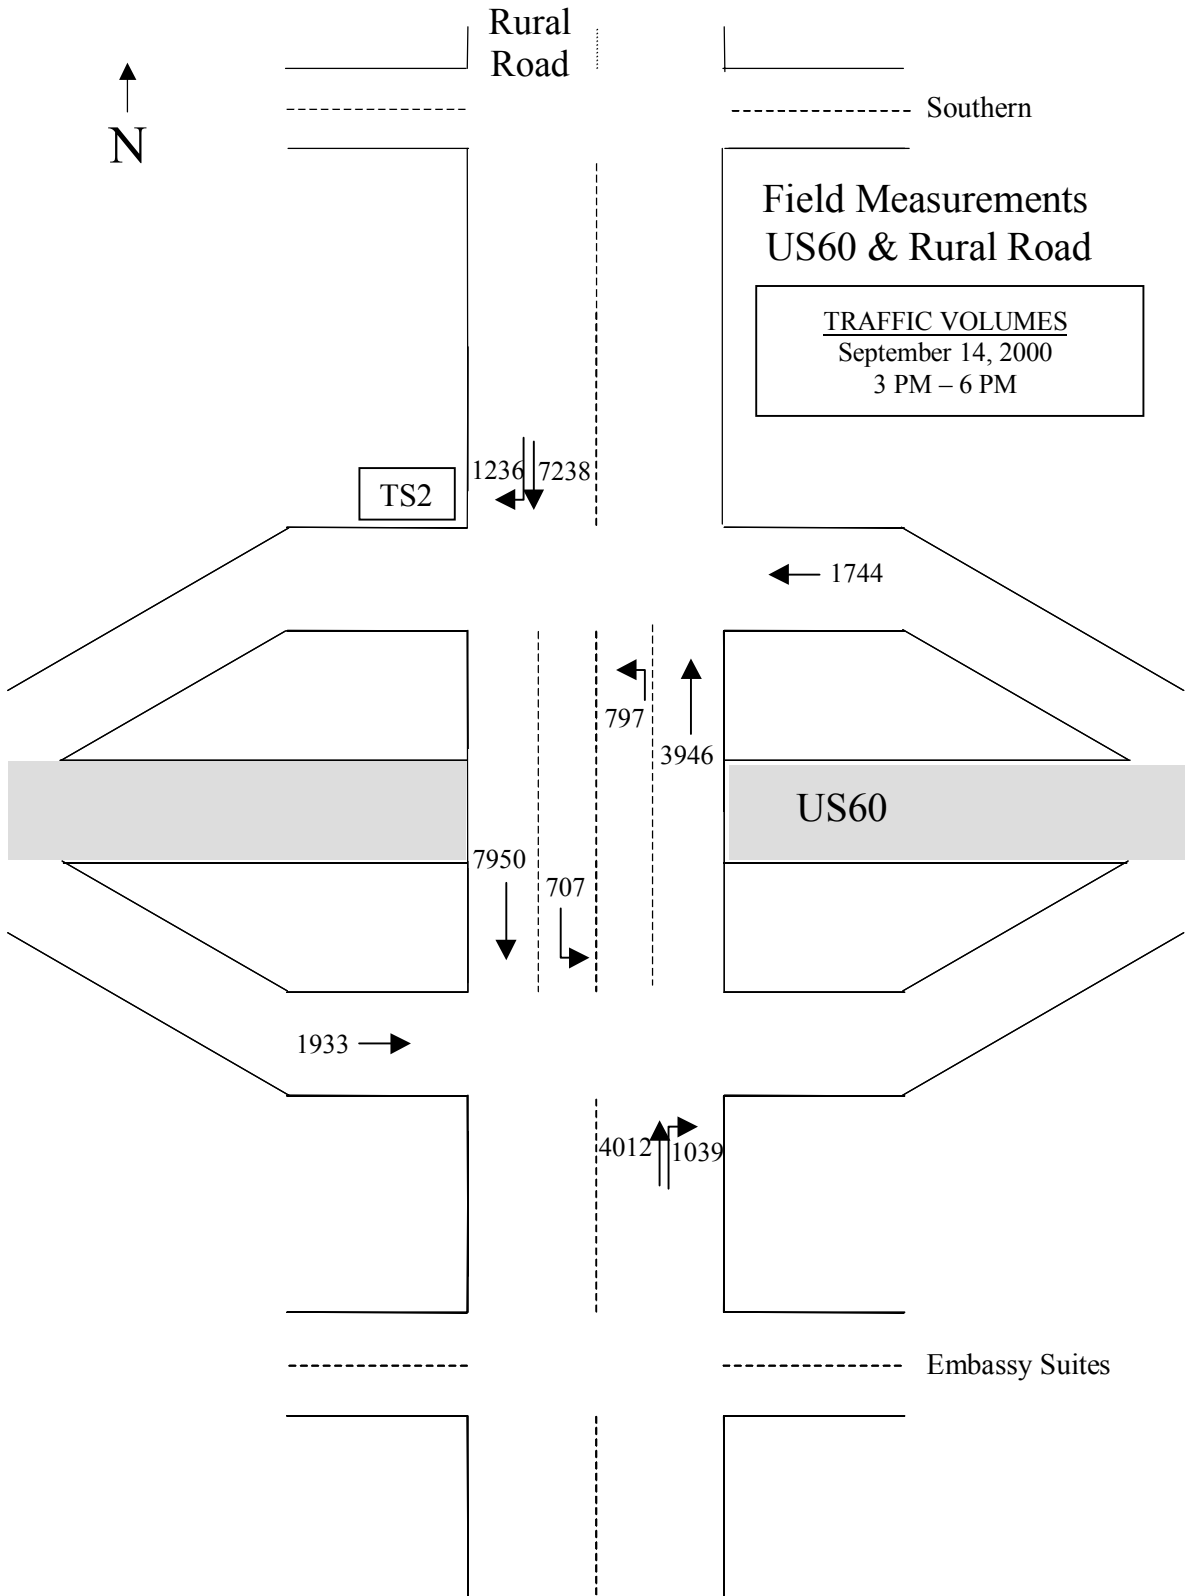 Rural
Road
N
Southern
Field Measurements
US60 & Rural Road
TRAFFIC VOLUMES
September 14, 2000
3 PM – 6 PM
1236
7238
TS2
1744
797
3946
US60
7950
707
1933
4012
1039
Embassy Suites